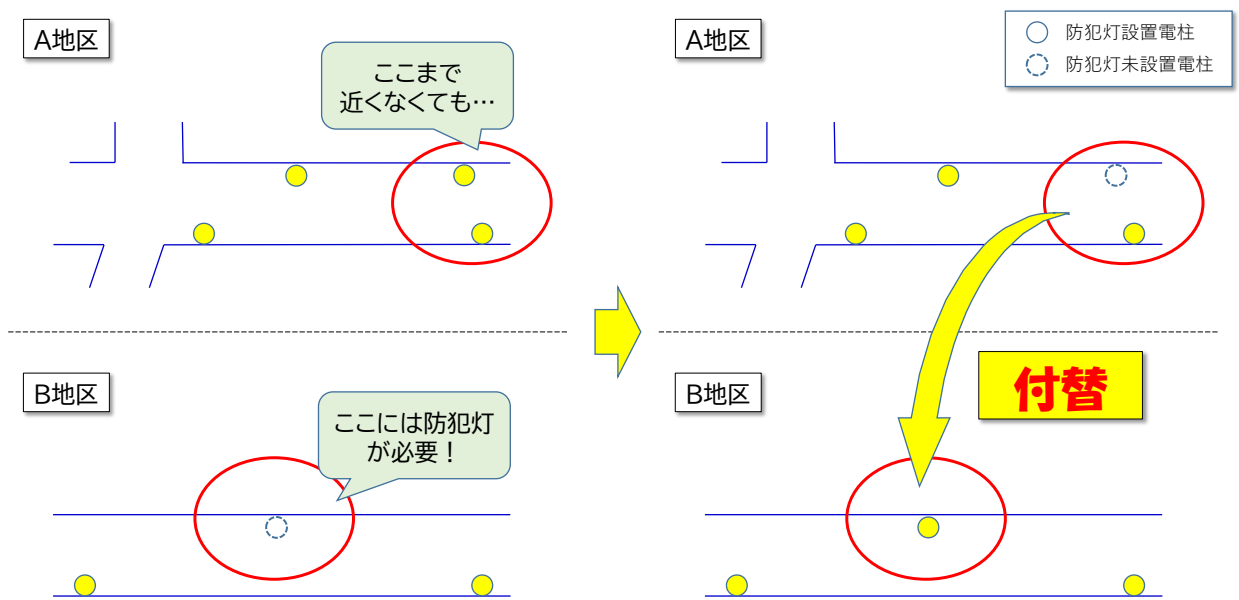 A地区
ここまで
近くなくても…
B地区
ここには防犯灯
が必要！
A地区
防犯灯設置電柱
防犯灯未設置電柱
付替
B地区